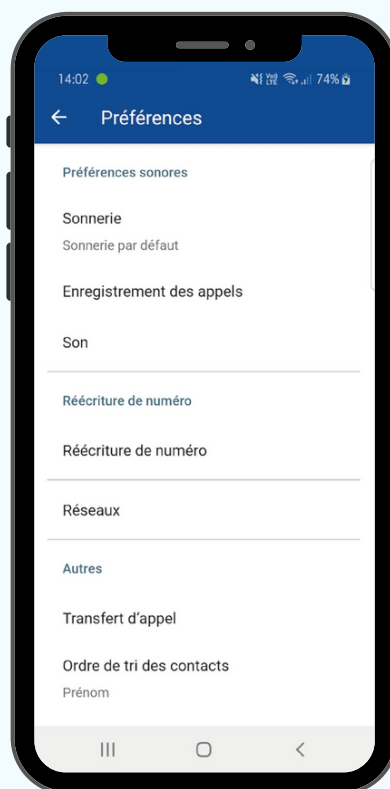 14:02 74%
Préférences
Préférences sonores
Sonnerie
Sonnerie par défaut
Enregistrement des appels
Son
Réécriture de numéro
Réécriture de numéro
Réseaux
Autres
Transfert d'appel
Ordre de tri des contacts
Prénom